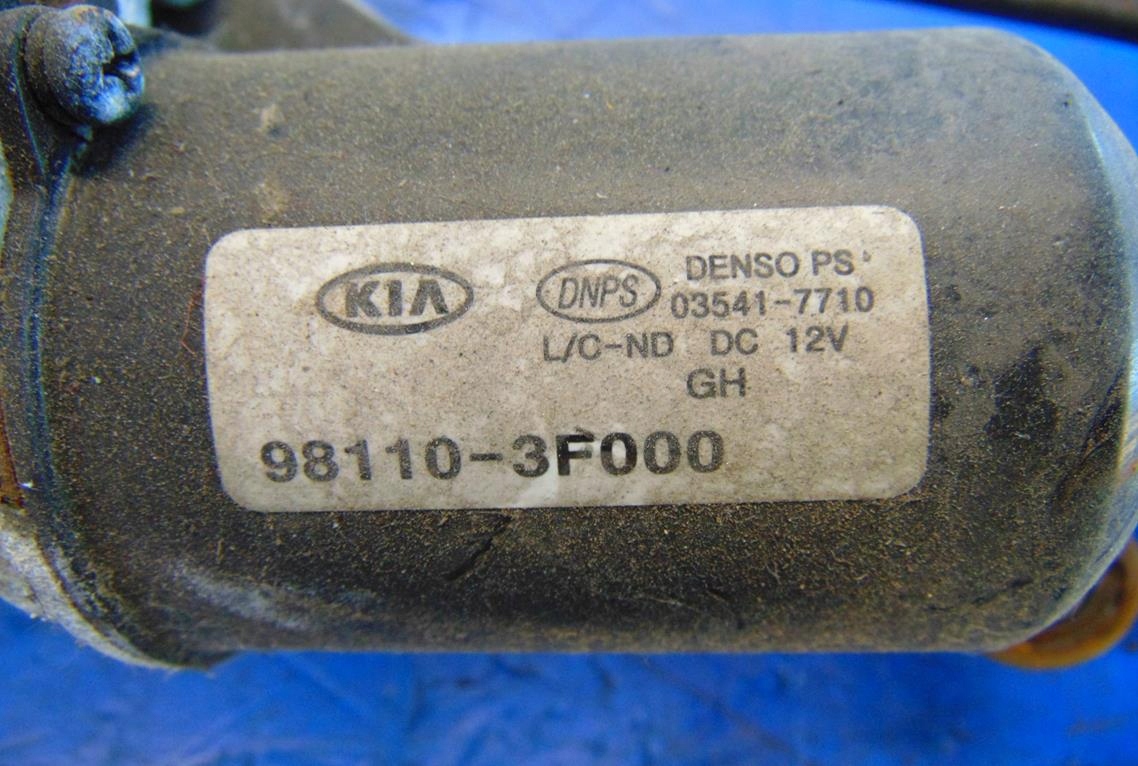 KIA DNPS DENSO PS
03541-7710
L/C-ND DC 12V
GH
98110-3F000